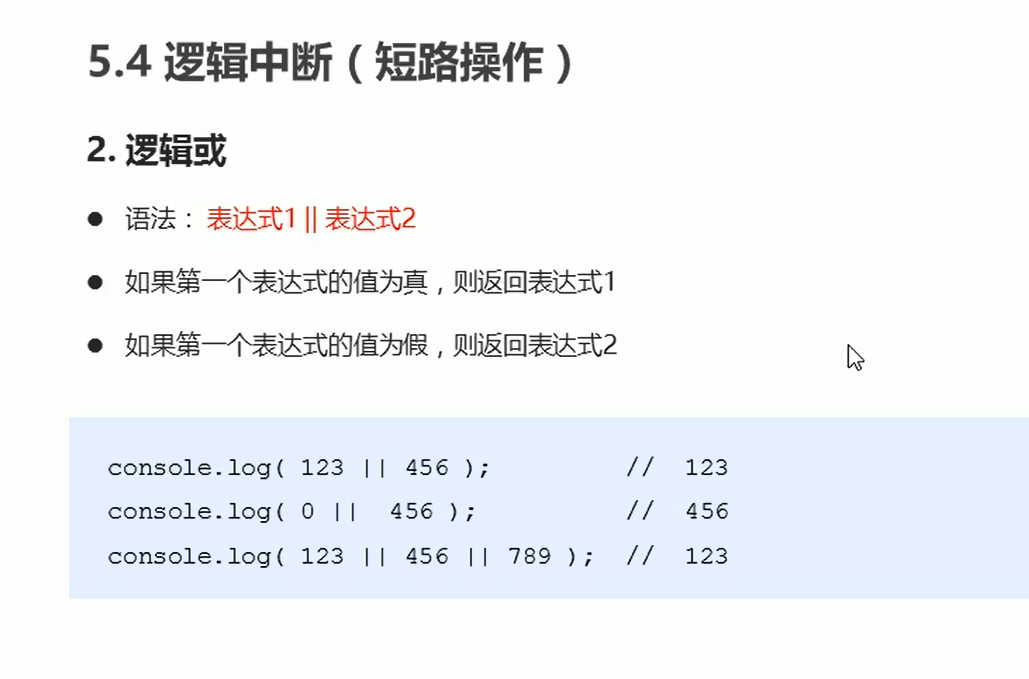 5.4 逻辑中断（短路操作）
2. 逻辑或
● 语法： 表达式1 || 表达式2
● 如果第一个表达式的值为真，则返回表达式1
● 如果第一个表达式的值为假，则返回表达式2
console.log( 123 || 456 ); // 123
console.log( 0 || 456 ); // 456
console.log( 123 || 456 || 789 ); // 123